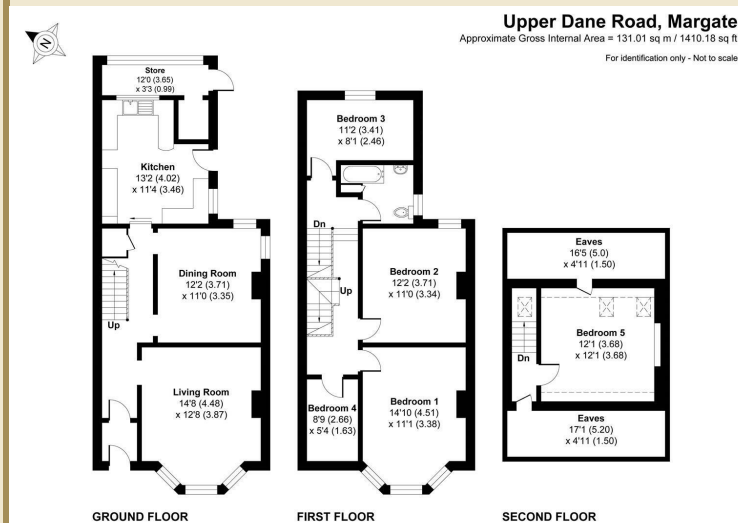 Upper Dane Road, Margate
Approximate Gross Internal Area = 131.01 sq m / 1410.18 sq ft
For identification only - Not to scale
N
Store
12'0 (3.65)
x 3'3 (0.99)
Kitchen
13'2 (4.02)
x 11'4 (3.46)
Dining Room
12'2 (3.71)
x 11'0 (3.35)
Up
Living Room
14'8 (4.48)
x 12'8 (3.87)
GROUND FLOOR
Bedroom 3
11'2 (3.41)
x 8'1 (2.46)
Dn
Bedroom 2
12'2 (3.71)
x 11'0 (3.34)
Up
Bedroom 4
8'9 (2.66)
x 5'4 (1.63)
Bedroom 1
14'10 (4.51)
x 11'1 (3.38)
FIRST FLOOR
Eaves
16'5 (5.0)
x 4'11 (1.50)
Bedroom 5
12'1 (3.68)
x 12'1 (3.68)
Dn
Eaves
17'1 (5.20)
x 4'11 (1.50)
SECOND FLOOR